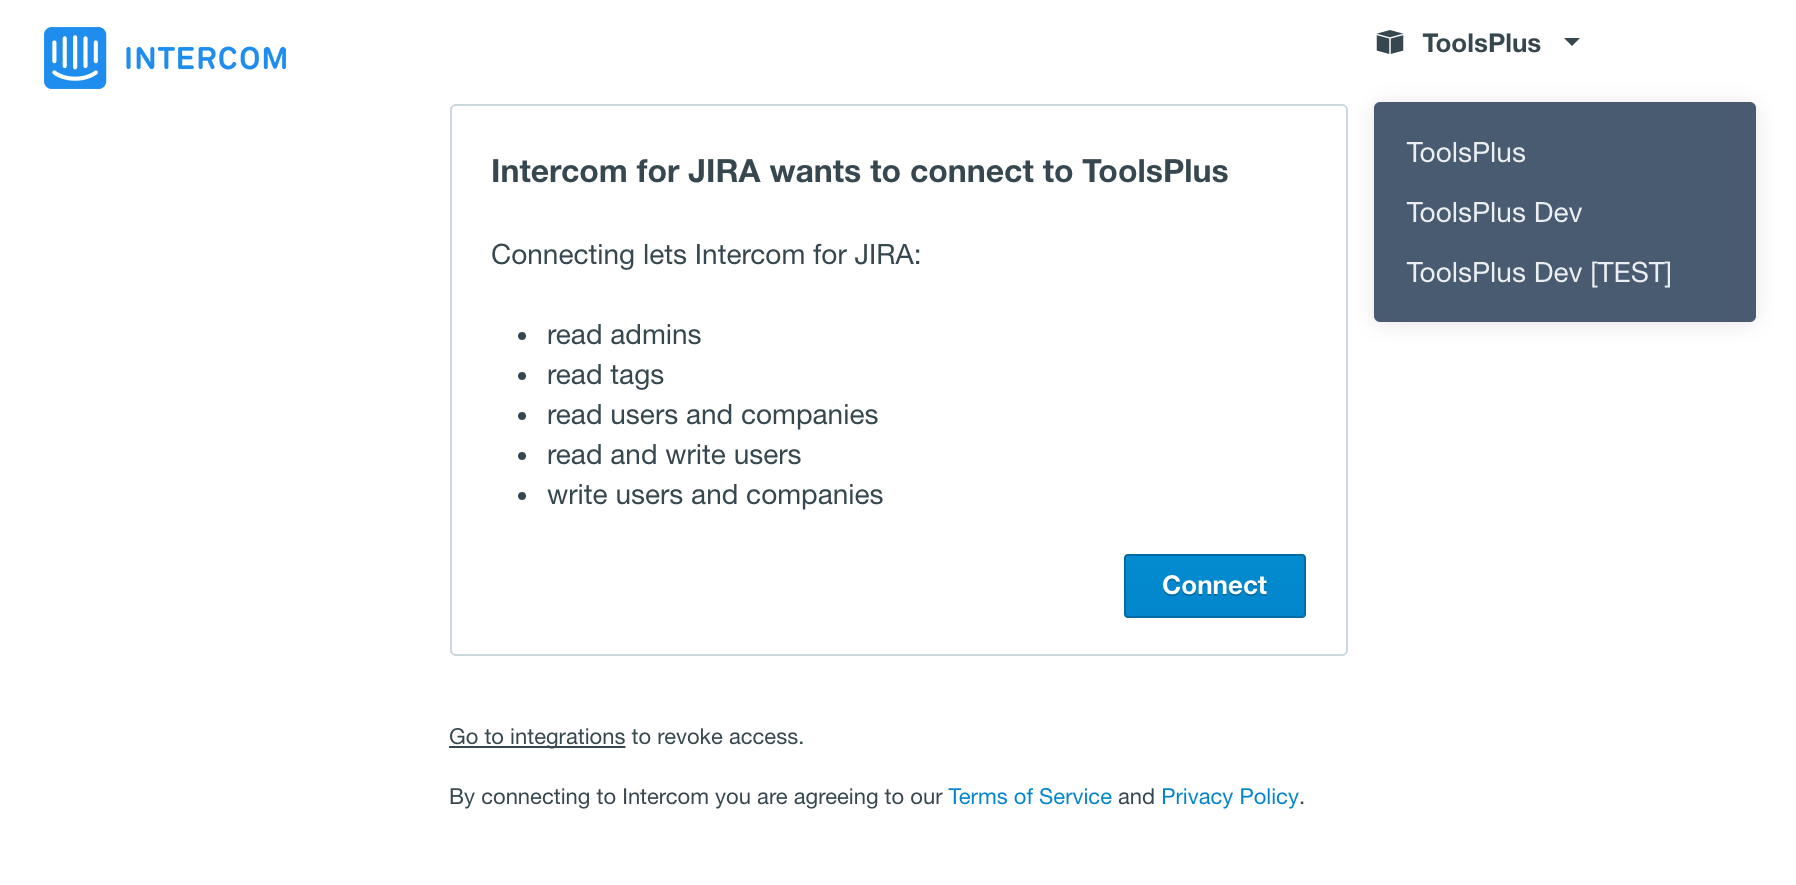 INTERCOM
ToolsPlus
ToolsPlus
ToolsPlus Dev
ToolsPlus Dev [TEST]
Intercom for JIRA wants to connect to ToolsPlus
Connecting lets Intercom for JIRA:
• read admins
• read tags
• read users and companies
• read and write users
• write users and companies
Connect
Go to integrations to revoke access.
By connecting to Intercom you are agreeing to our Terms of Service and Privacy Policy.